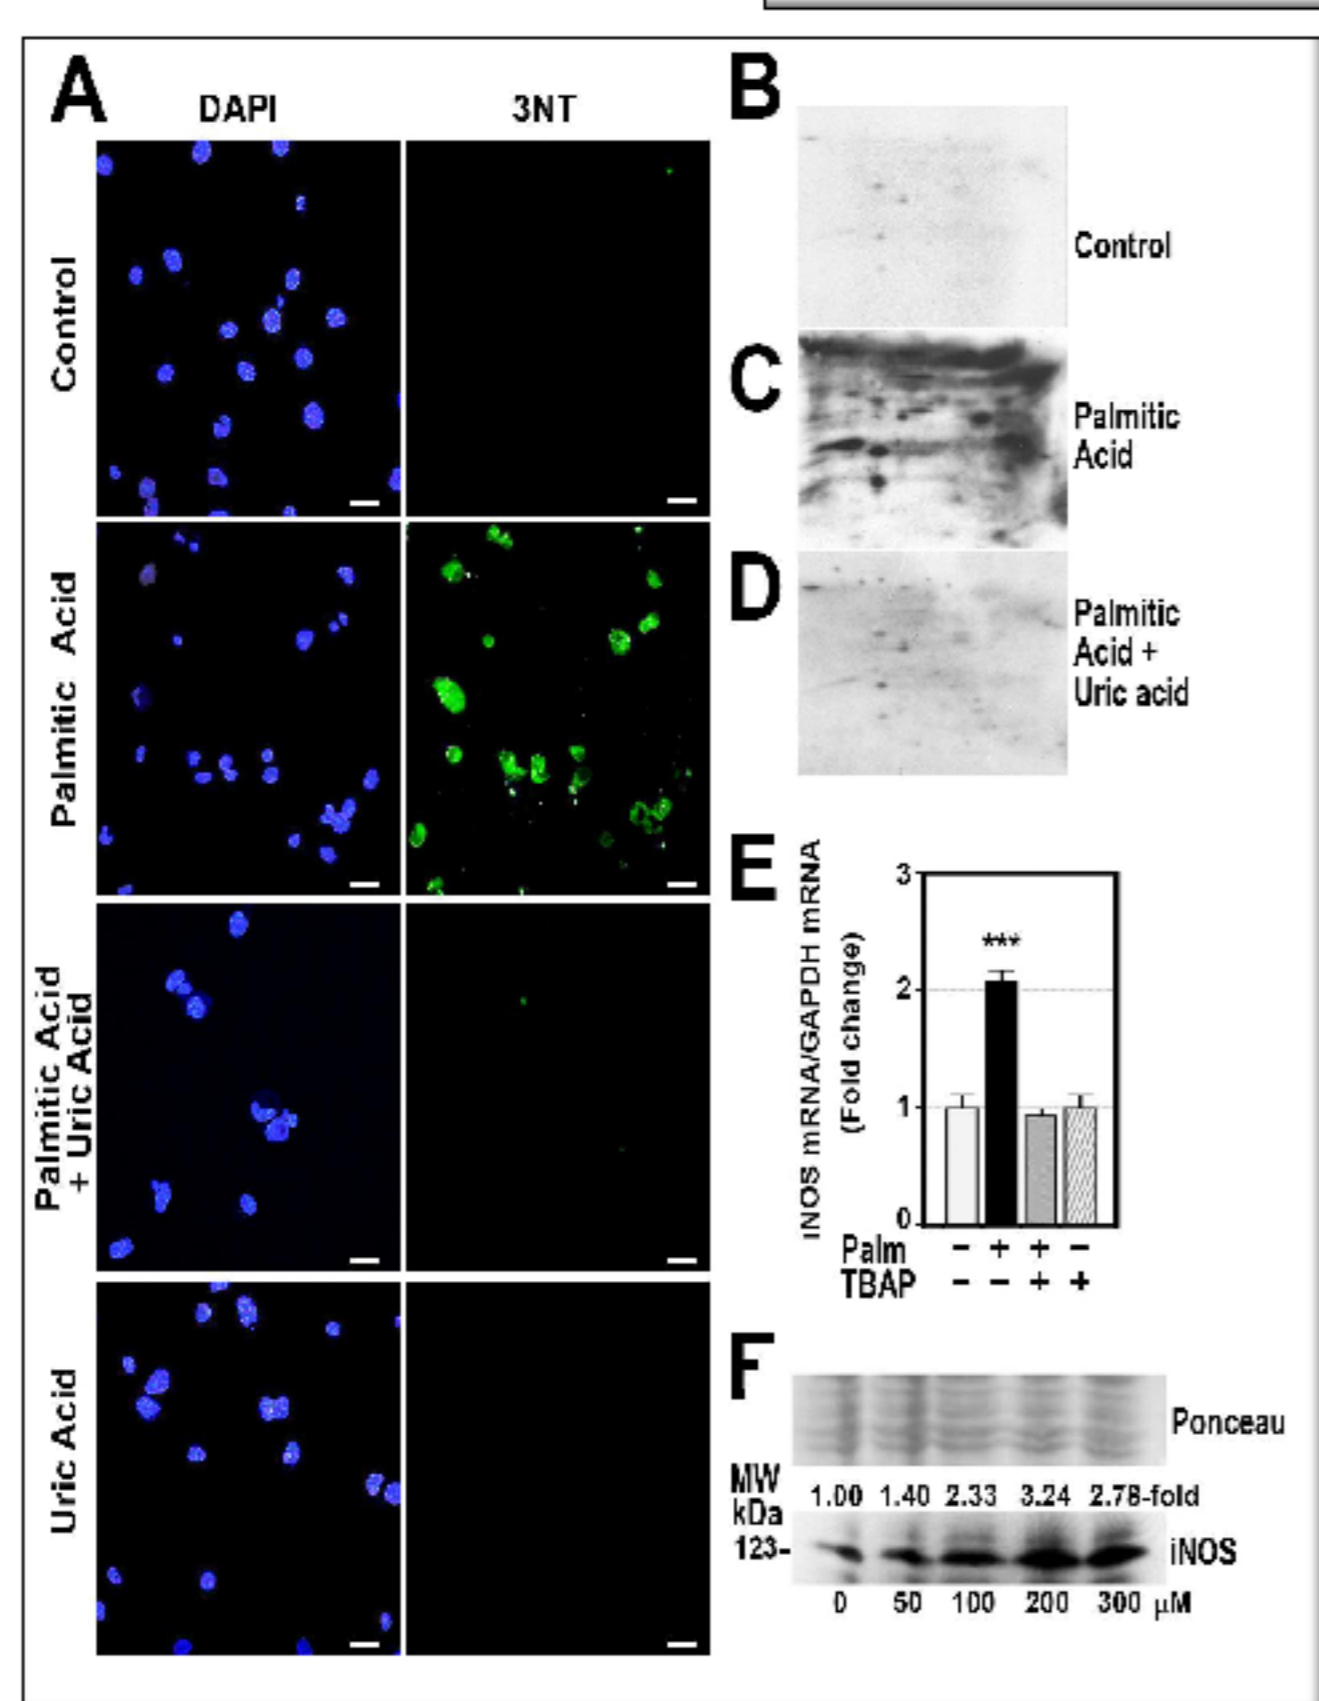 A
DAPI
3NT
Control
Palmitic Acid
Palmitic Acid
+ Uric Acid
Uric Acid
B
Control
C
Palmitic
Acid
D
Palmitic
Acid +
Uric acid
E
iNOS mRNA/GAPDH mRNA
(Fold change)
3
2
1
0
***
Palm - + + -
TBAP - - + +
F
Ponceau
MW
kDa
1.00 1.40 2.33 3.24 2.78-fold
123-
iNOS
0 50 100 200 300 µM